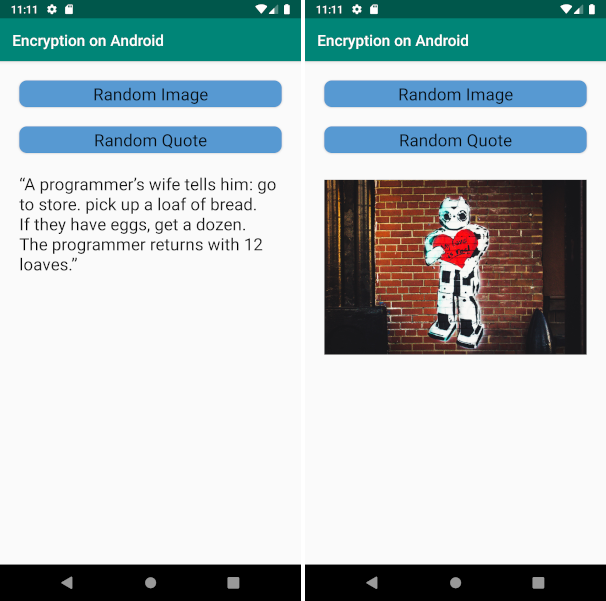 11:11
Encryption on Android
Random Image
Random Quote
“A programmer’s wife tells him: go
to store. pick up a loaf of bread.
If they have eggs, get a dozen.
The programmer returns with 12
loaves.”
11:11
Encryption on Android
Random Image
Random Quote